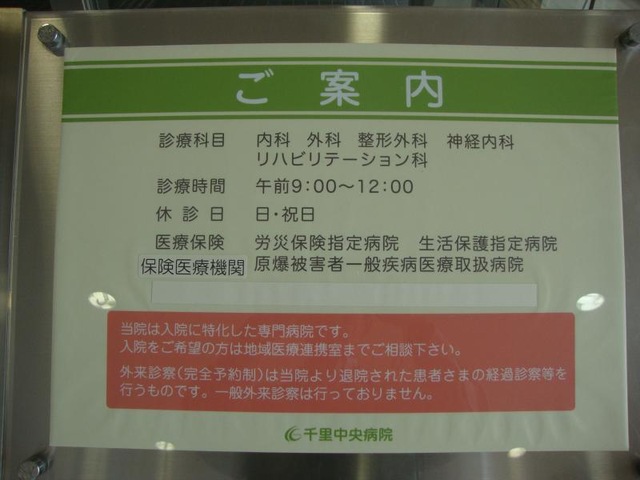 ご案内
診療科目 内科 外科 整形外科 神経内科
リハビリテーション科
診療時間 午前9:00～12:00
休診日 日・祝日
医療保険 労災保険指定病院 生活保護指定病院
保険医療機関 原爆被害者一般疾病医療取扱病院
当院は入院に特化した専門病院です。
入院をご希望の方は地域医療連携室までご相談下さい。
外来診察(完全予約制)は当院より退院された患者さまの経過診察等を
行うものです。一般外来診察は行っておりません。
千里中央病院